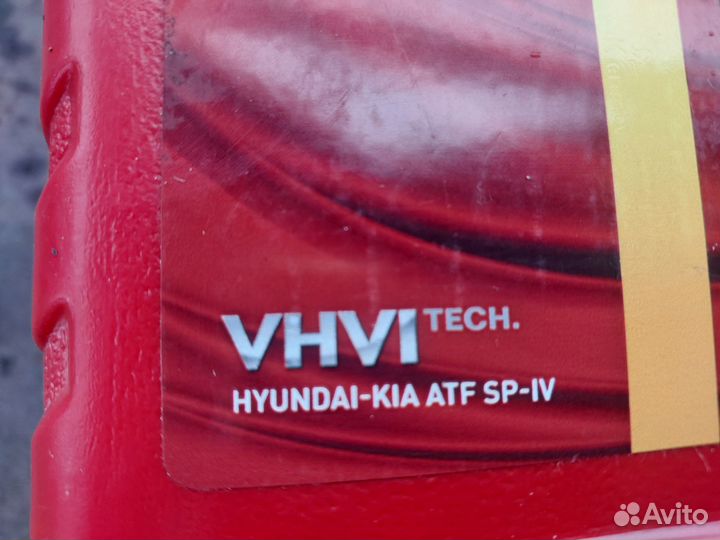 VHVI TECH.
HYUNDAI-KIA ATF SP-IV
Avito